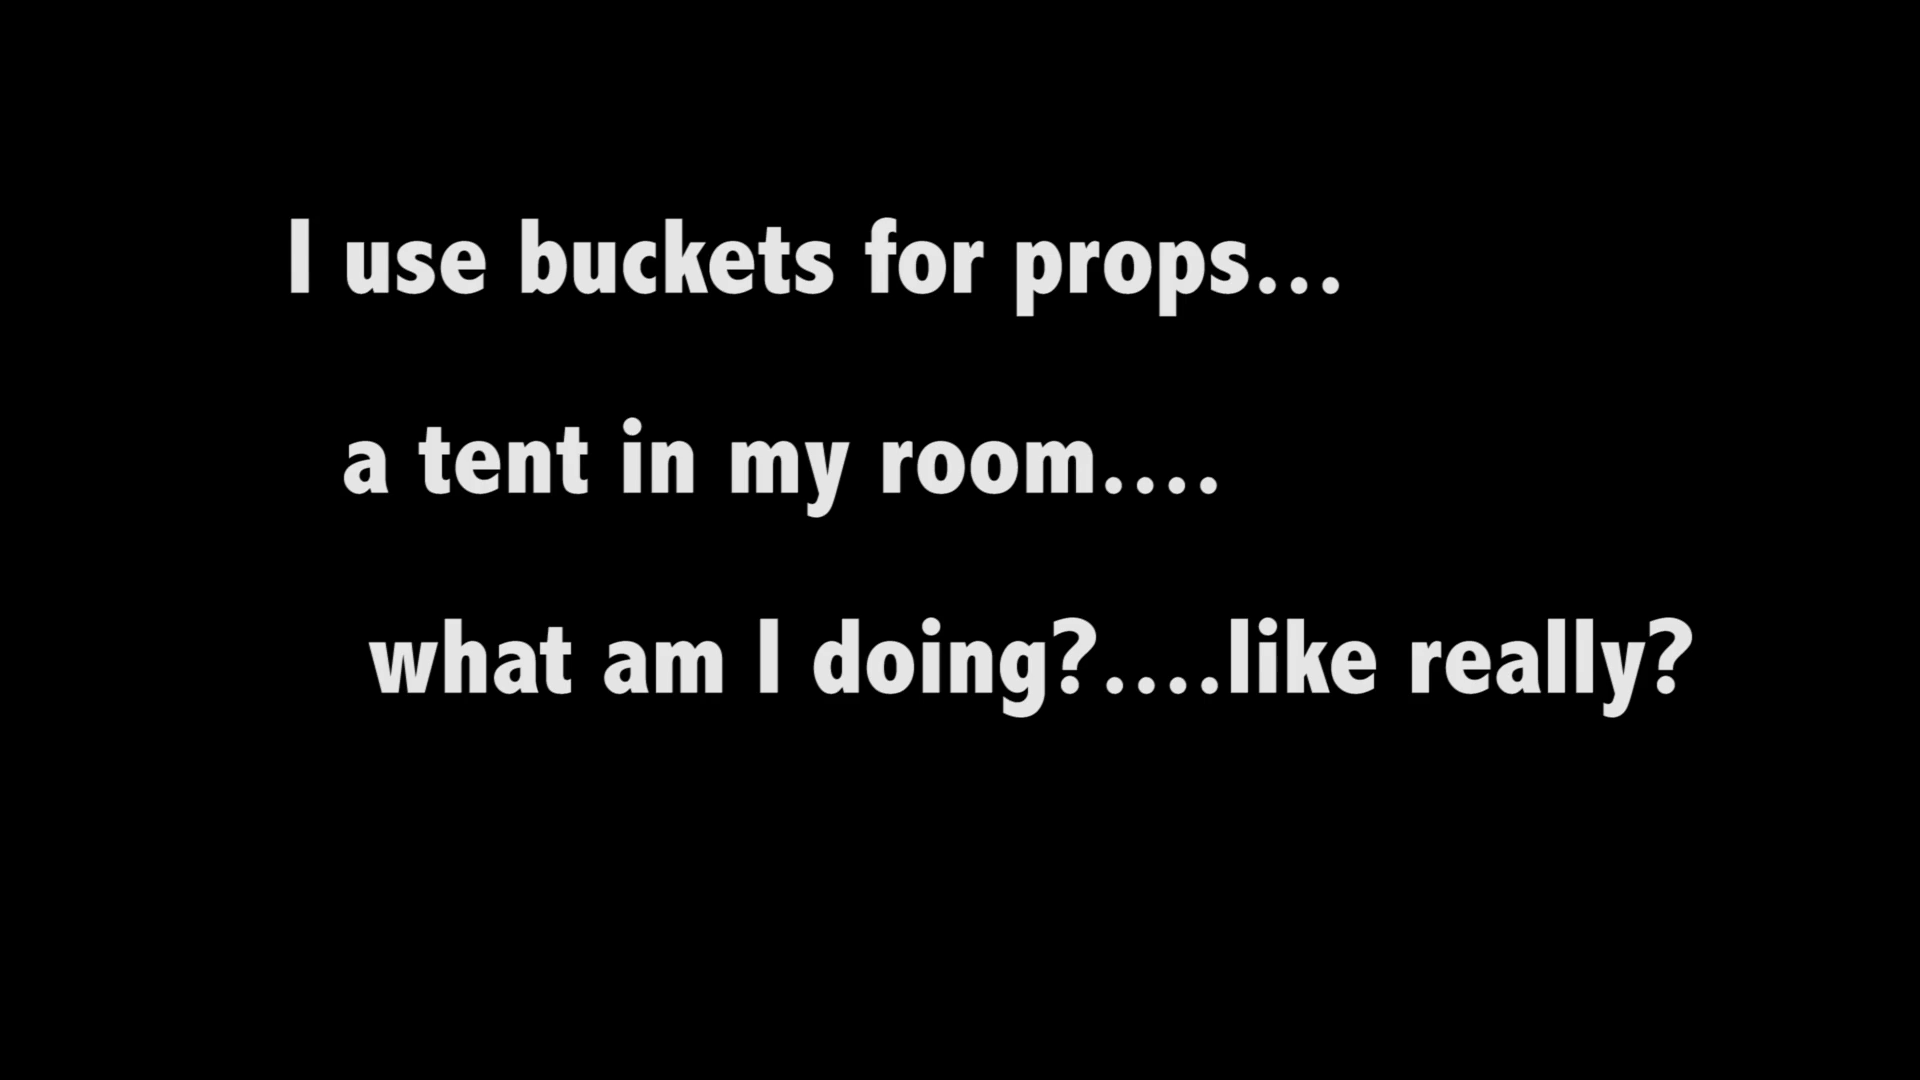 I use buckets for props...
a tent in my room....
what am I doing?....like really?